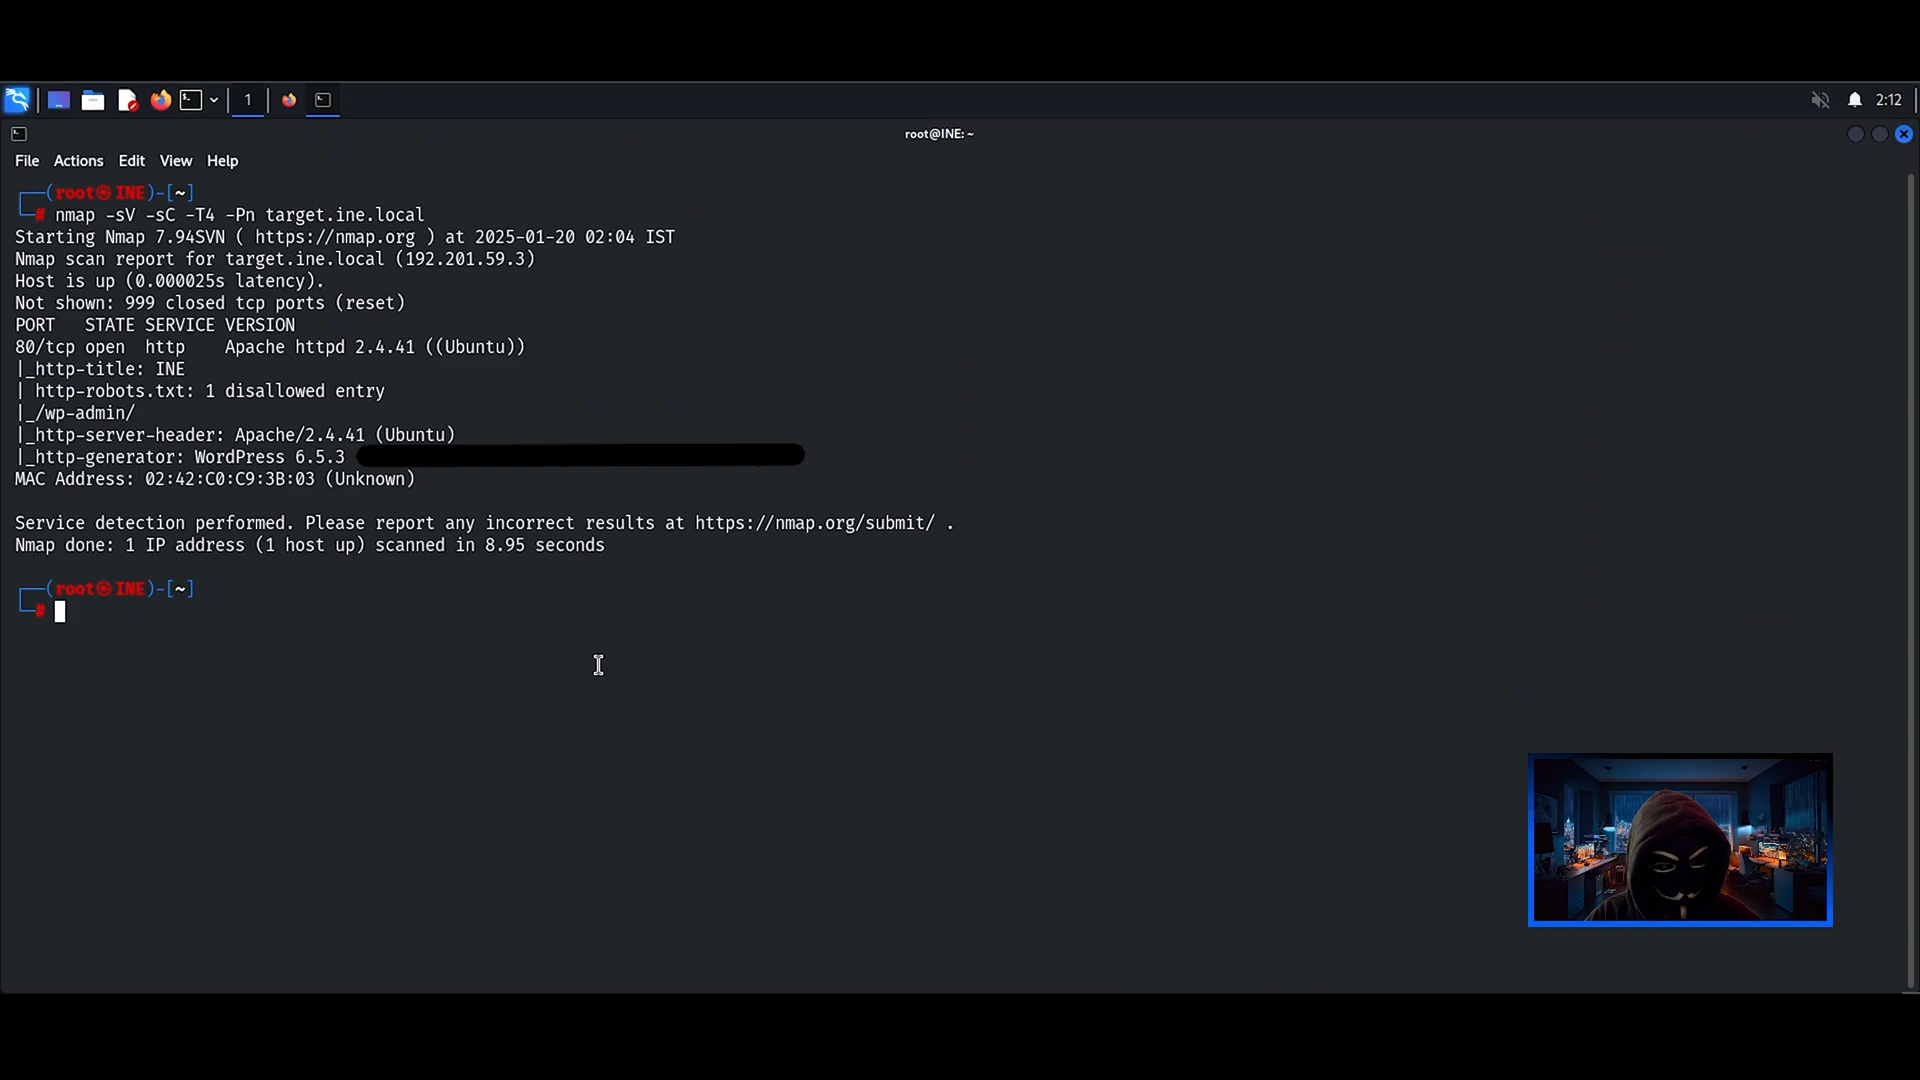 1
2:12
root@INE: ~
File Actions Edit View Help
┌──(root㉿INE)-[~]
└─# nmap -sV -sC -T4 -Pn target.ine.local
Starting Nmap 7.94SVN ( https://nmap.org ) at 2025-01-20 02:04 IST
Nmap scan report for target.ine.local (192.201.59.3)
Host is up (0.000025s latency).
Not shown: 999 closed tcp ports (reset)
PORT   STATE SERVICE VERSION
80/tcp open  http    Apache httpd 2.4.41 ((Ubuntu))
|_http-title: INE
| http-robots.txt: 1 disallowed entry
|_/wp-admin/
|_http-server-header: Apache/2.4.41 (Ubuntu)
|_http-generator: WordPress 6.5.3
MAC Address: 02:42:C0:C9:3B:03 (Unknown)
Service detection performed. Please report any incorrect results at https://nmap.org/submit/ .
Nmap done: 1 IP address (1 host up) scanned in 8.95 seconds
┌──(root㉿INE)-[~]
└─#